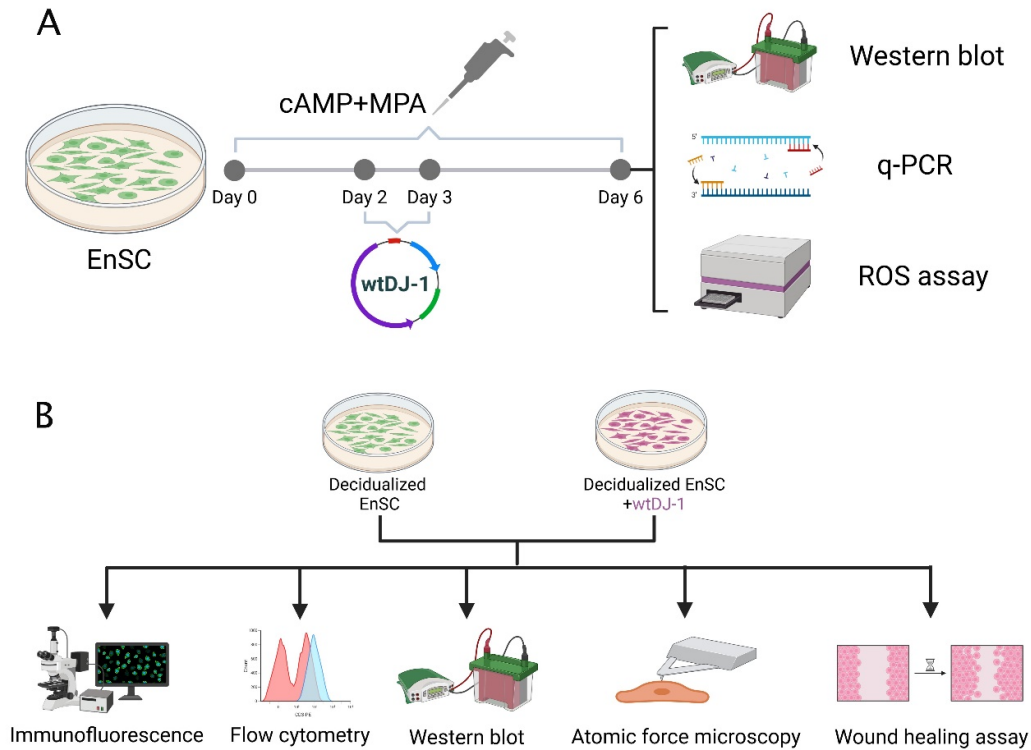 A
cAMP+MPA
Day 0
Day 2
Day 3
Day 6
EnSC
wtDJ-1
Western blot
5'
3'
q-PCR
ROS assay
B
Decidualized
EnSC
Decidualized EnSC
+wtDJ-1
Immunofluorescence
Flow cytometry
Western blot
Atomic force microscopy
Wound healing assay